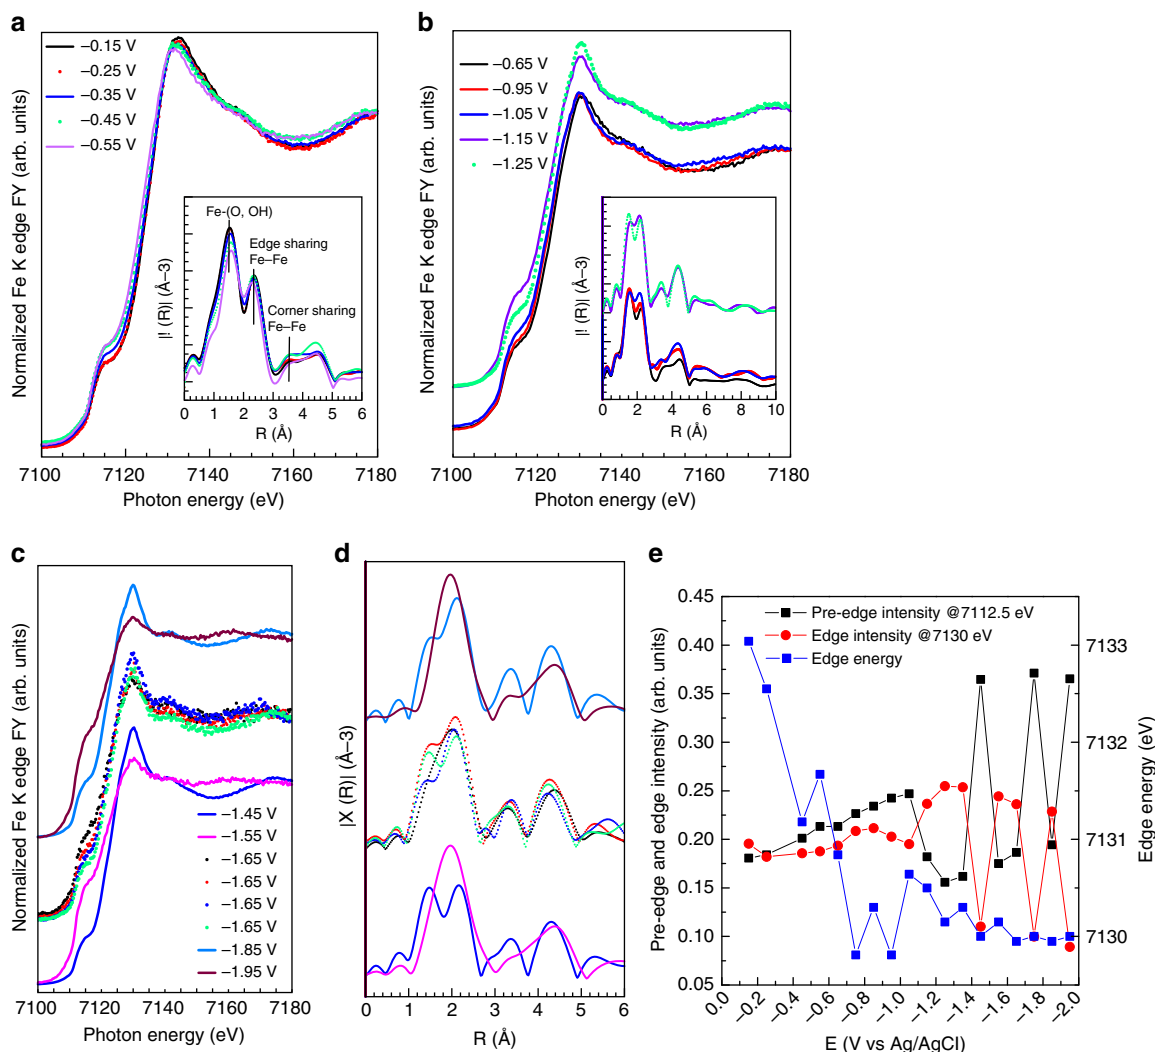 a
−0.15 V
−0.25 V
−0.35 V
−0.45 V
−0.55 V
Normalized Fe K edge FY (arb. units)
Fe-(O, OH)
Edge sharing
Fe–Fe
Corner sharing
Fe–Fe
|! (R)| (Å–3)
0 1 2 3 4 5 6
R (Å)
7100 7120 7140 7160 7180
Photon energy (eV)
b
−0.65 V
−0.95 V
−1.05 V
−1.15 V
−1.25 V
Normalized Fe K edge FY (arb. units)
|! (R)| (Å–3)
0 2 4 6 8 10
R (Å)
7100 7120 7140 7160 7180
Photon energy (eV)
c
Normalized Fe K edge FY (arb. units)
−1.45 V
−1.55 V
−1.65 V
−1.65 V
−1.65 V
−1.65 V
−1.85 V
−1.95 V
7100 7120 7140 7160 7180
Photon energy (eV)
d
|X (R)| (Å–3)
0 1 2 3 4 5 6
R (Å)
e
Pre-edge intensity @7112.5 eV
Edge intensity @7130 eV
Edge energy
Pre-edge and edge intensity (arb. units)
0.45
0.40
0.35
0.30
0.25
0.20
0.15
0.10
0.05
7133
7132
7131
7130
Edge energy (eV)
0.0 −0.2 −0.4 −0.6 −0.8 −1.0 −1.2 −1.4 −1.6 −1.8 −2.0
E (V vs Ag/AgCl)